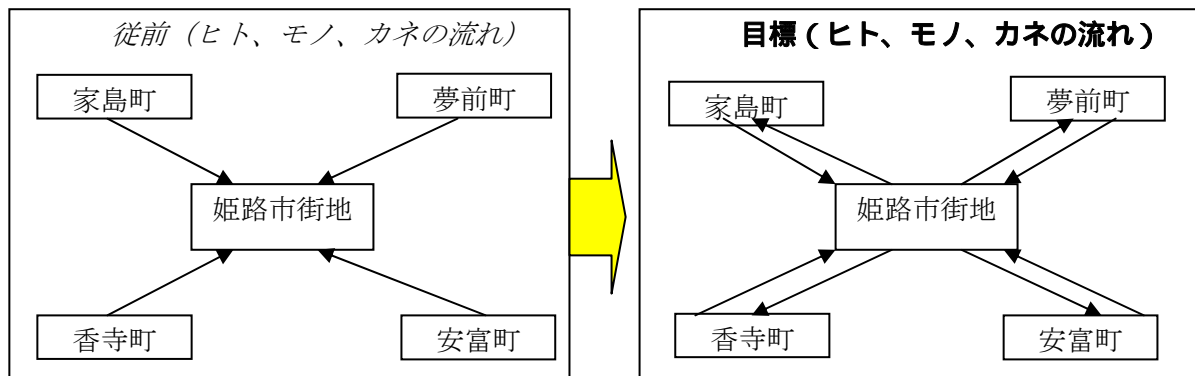 従前（ヒト、モノ、カネの流れ）
家島町
夢前町
姫路市街地
香寺町
安富町
目標（ヒト、モノ、カネの流れ）
家島町
夢前町
姫路市街地
香寺町
安富町